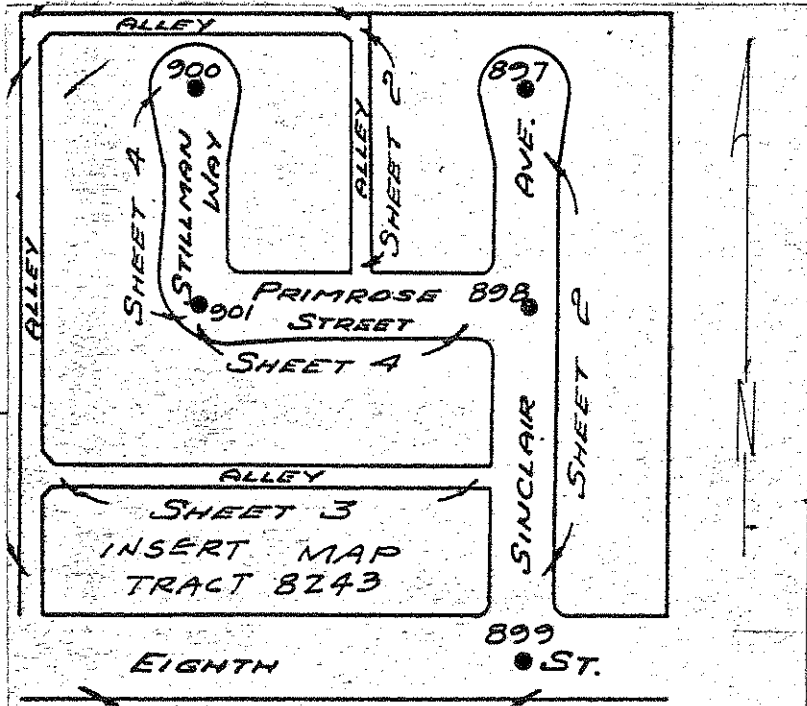 ALLEY
900
897
SHEET 2
ALLEY
SHEET 4
STILLMAN
WAY
AVE.
ALLEY
901
PRIMROSE
STREET
898
SHEET 4
SINCLAIR
SHEET 2
N
ALLEY
SHEET 3
INSERT MAP
TRACT 8243
899
EIGHTH ST.